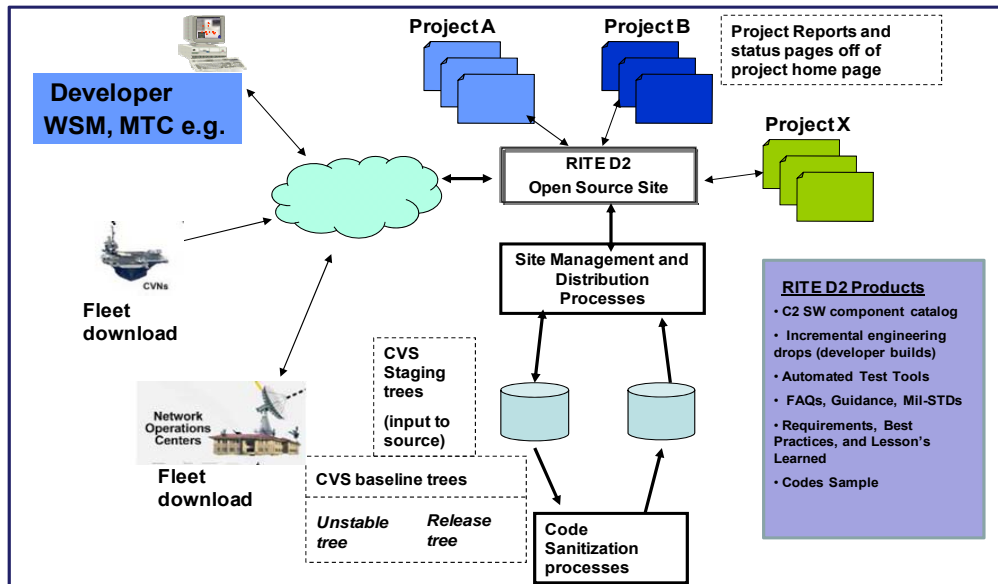 Project A
Project B
Project Reports and
status pages off of
project home page
Developer
WSM, MTC e.g.
Project X
RITE D2
Open Source Site
CVNs
Fleet
download
Site Management and
Distribution
Processes
RITE D2 Products
• C2 SW component catalog
• Incremental engineering
drops (developer builds)
• Automated Test Tools
• FAQs, Guidance, Mil-STDs
• Requirements, Best
Practices, and Lesson's
Learned
• Codes Sample
CVS
Staging
trees
(input to
source)
Network
Operations
Centers
Fleet
download
CVS baseline trees
Unstable
tree
Release
tree
Code
Sanitization
processes